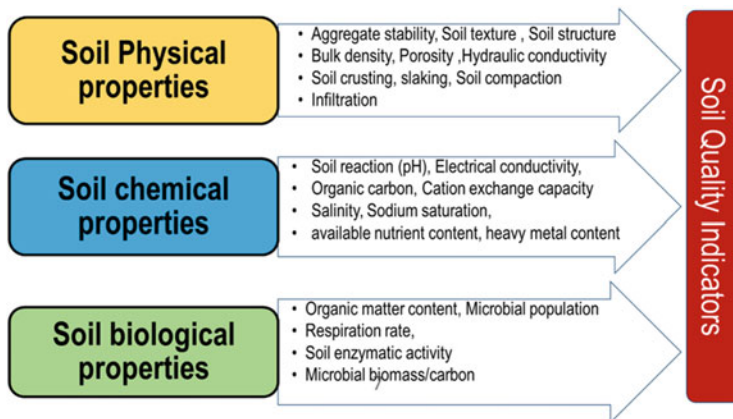 Soil Physical
properties
• Aggregate stability, Soil texture , Soil structure
• Bulk density, Porosity ,Hydraulic conductivity
• Soil crusting, slaking, Soil compaction
• Infiltration
Soil chemical
properties
• Soil reaction (pH), Electrical conductivity,
• Organic carbon, Cation exchange capacity
• Salinity, Sodium saturation,
• available nutrient content, heavy metal content
Soil biological
properties
• Organic matter content, Microbial population
• Respiration rate,
• Soil enzymatic activity
• Microbial biomass/carbon
Soil Quality Indicators